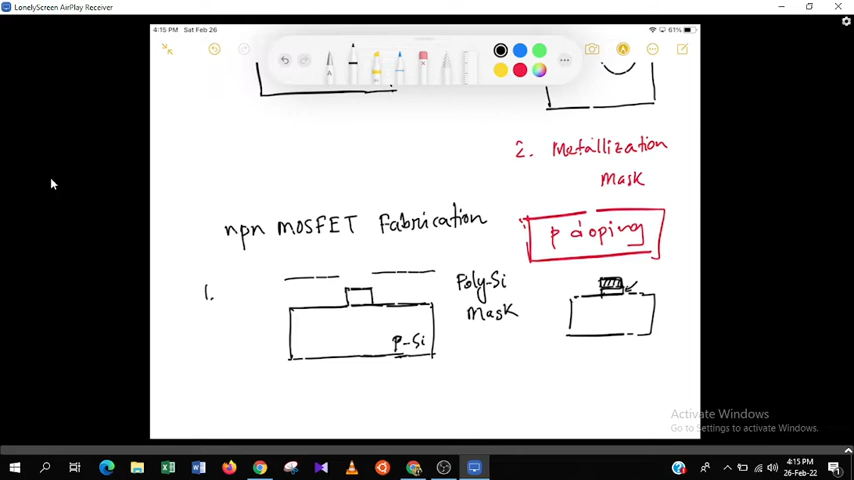 LonelyScreen AirPlay Receiver
4:15 PM Sat Feb 26
61%
2. Metallization
Mask
npn MOSFET Fabrication
p doping
1.
Poly-Si
Mask
p-Si
Activate Windows
Go to Settings to activate Windows.
4:15 PM
26-Feb-22